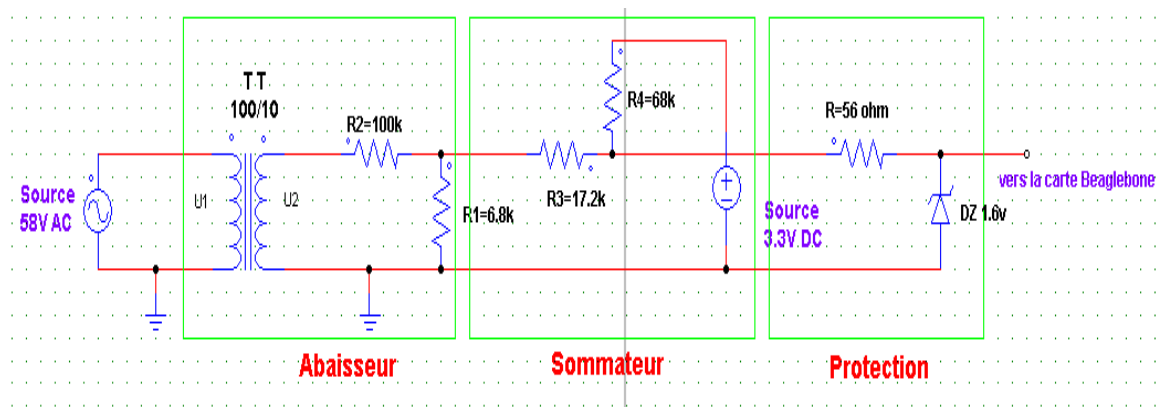 T T
100/10
R2=100k
R4=68k
R=56 ohm
Source
58V AC
U1
U2
R1=6.8k
R3=17.2k
Source
3.3V DC
vers la carte Beaglebone
DZ 1.6v
Abaisseur
Sommateur
Protection